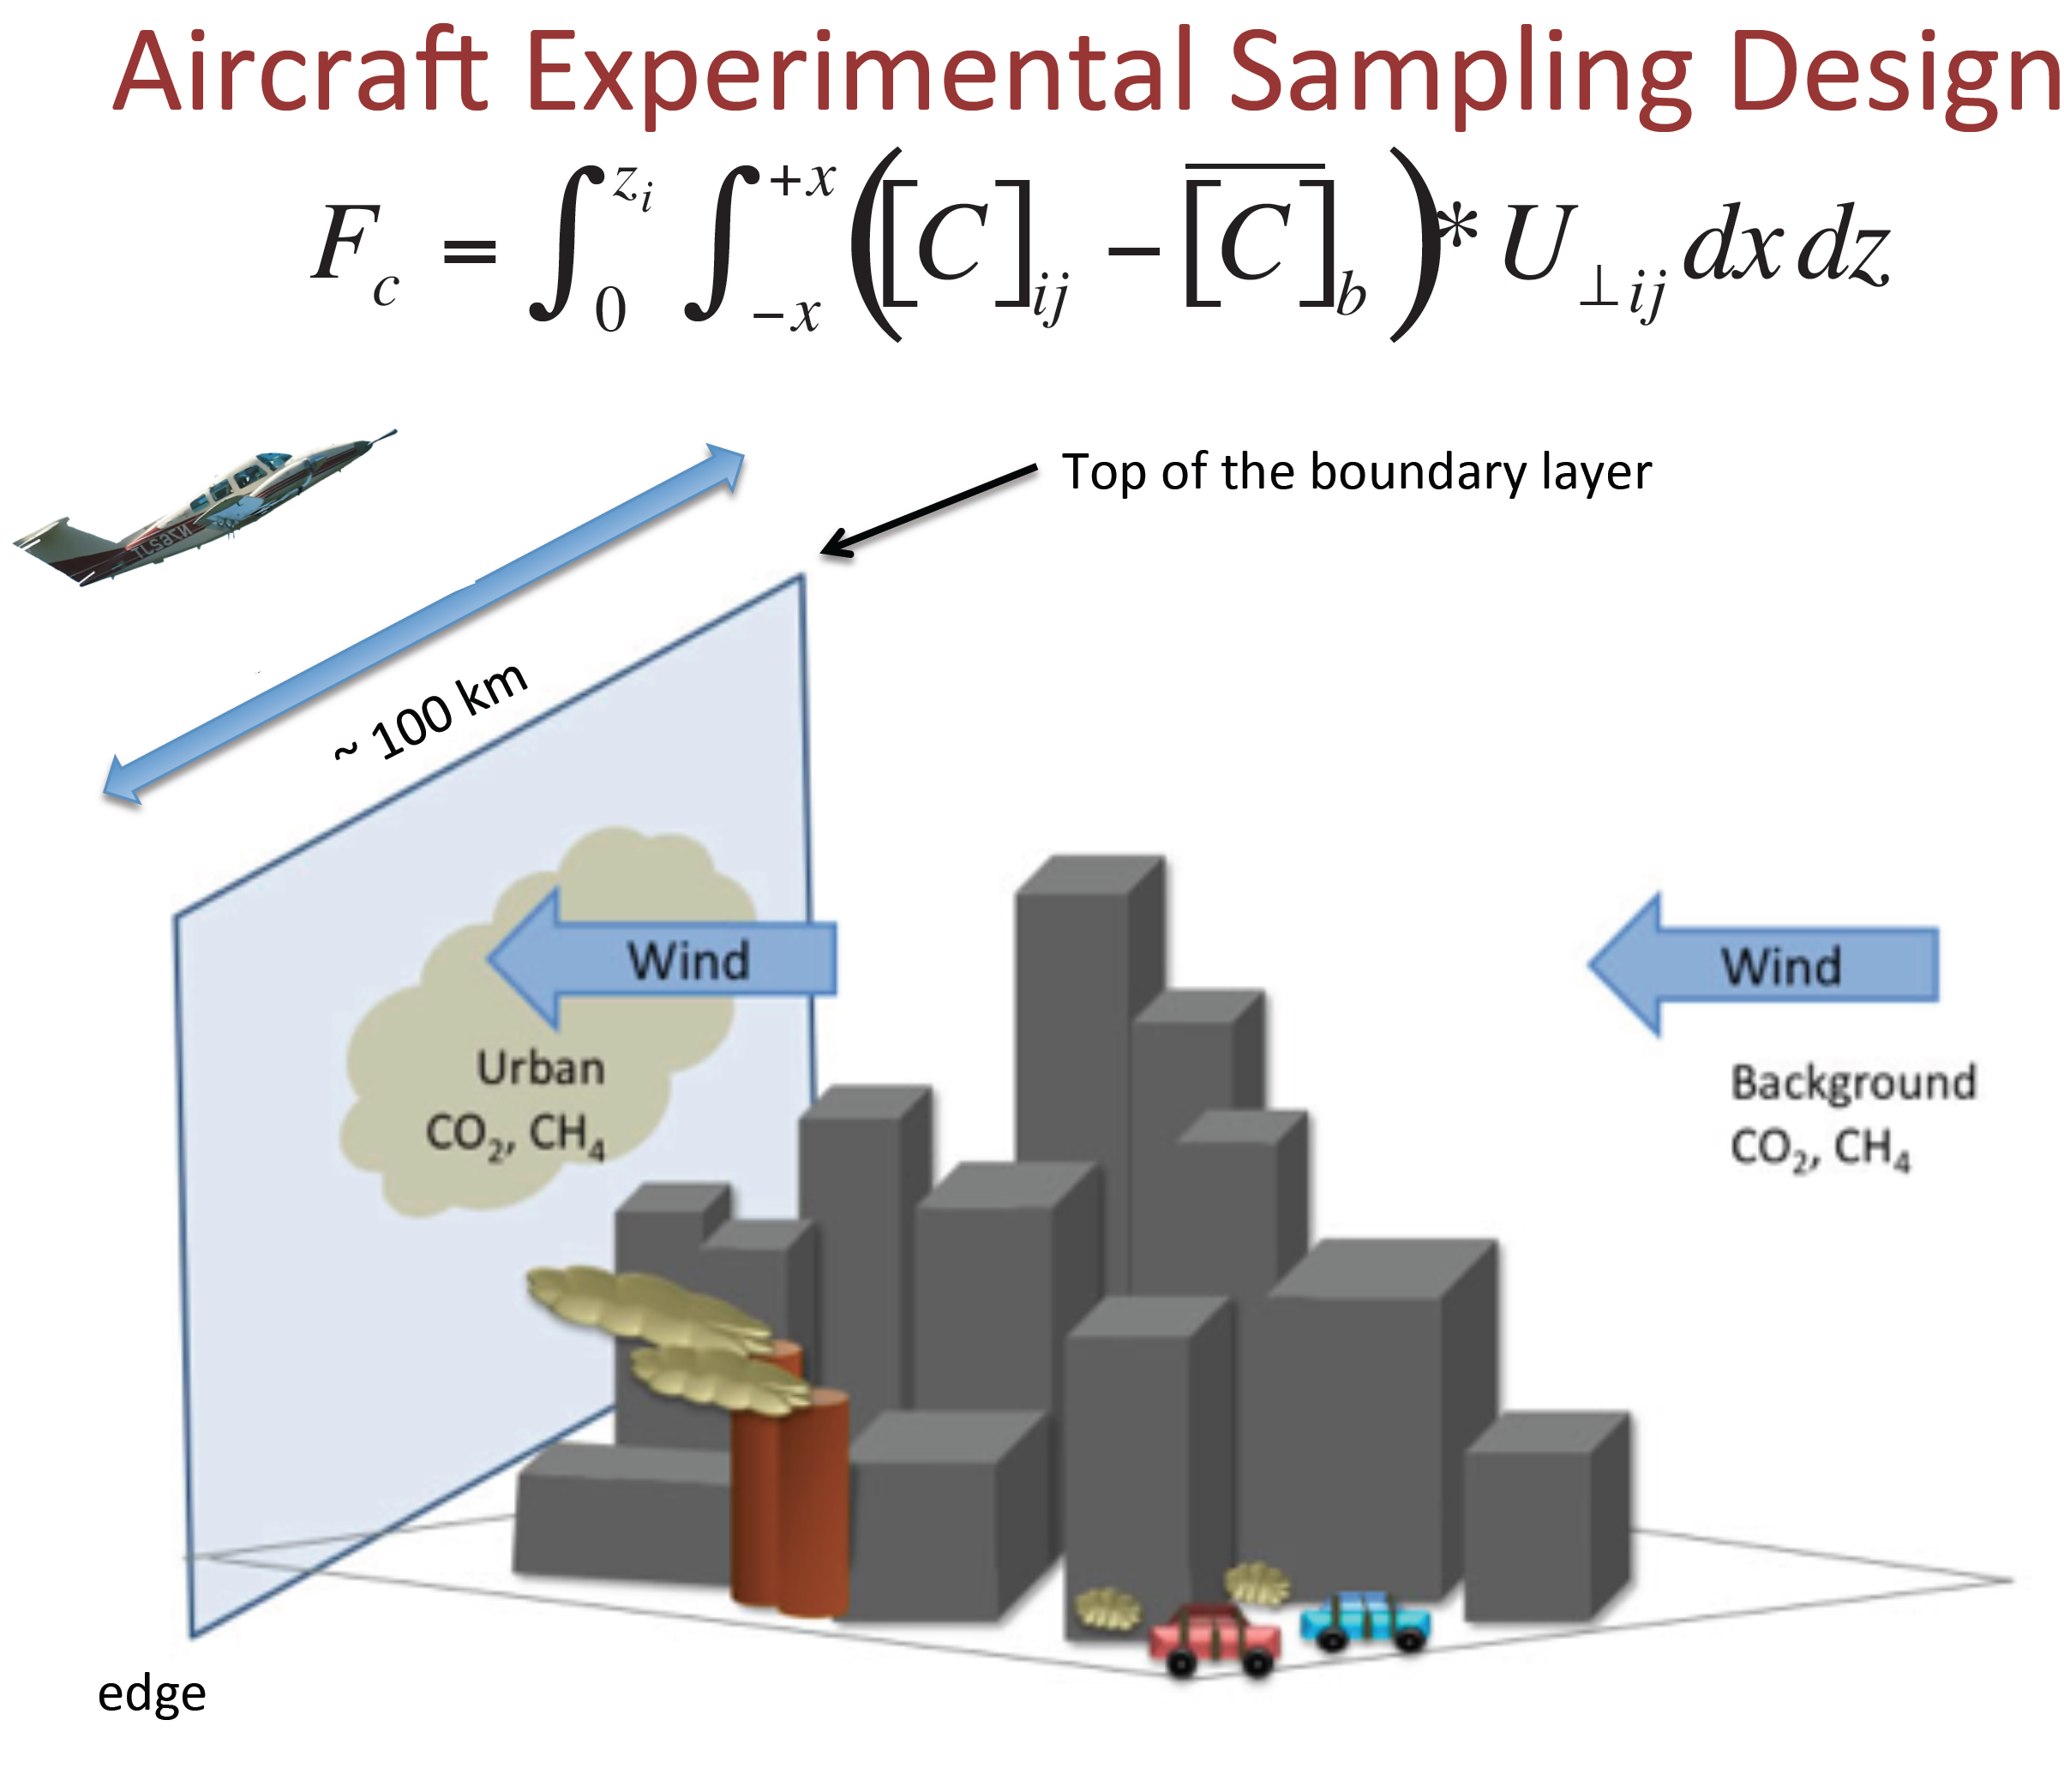 Aircraft Experimental Sampling Design
F_c = ∫_0^{z_i} ∫_{-x}^{+x} ([C]_{ij} − \overline{[C]}_b) * U_{⊥ij} dx dz
Top of the boundary layer
~ 100 km
Wind
Wind
Urban
CO₂, CH₄
Background
CO₂, CH₄
edge